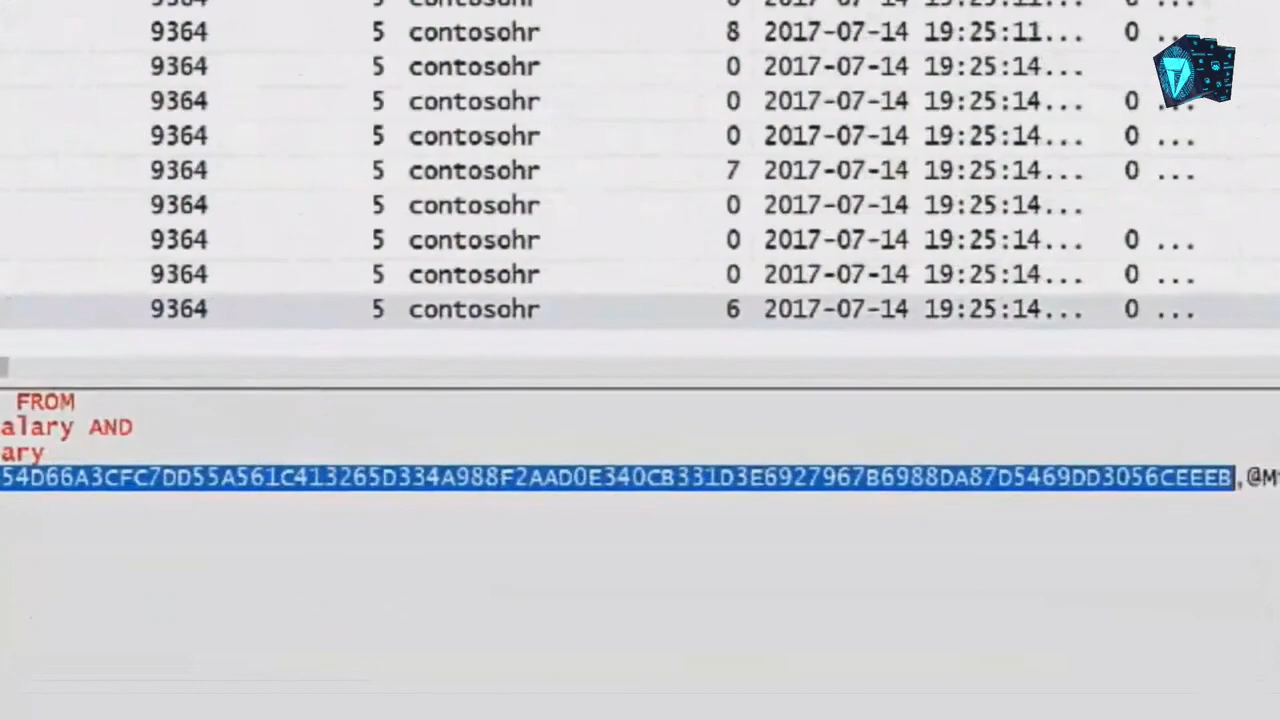 9364 5 contosohr 8 2017-07-14 19:25:11... 0 ...
9364 5 contosohr 0 2017-07-14 19:25:14...
9364 5 contosohr 0 2017-07-14 19:25:14... 0 ...
9364 5 contosohr 0 2017-07-14 19:25:14... 0 ...
9364 5 contosohr 7 2017-07-14 19:25:14... 0 ...
9364 5 contosohr 0 2017-07-14 19:25:14...
9364 5 contosohr 0 2017-07-14 19:25:14... 0 ...
9364 5 contosohr 0 2017-07-14 19:25:14... 0 ...
9364 5 contosohr 6 2017-07-14 19:25:14... 0 ...
FROM
alary AND
ary
54D66A3CFC7DD55A561C413265D334A988F2AAD0E340CB331D3E6927967B6988DA87D5469DD3056CEEEB,@M